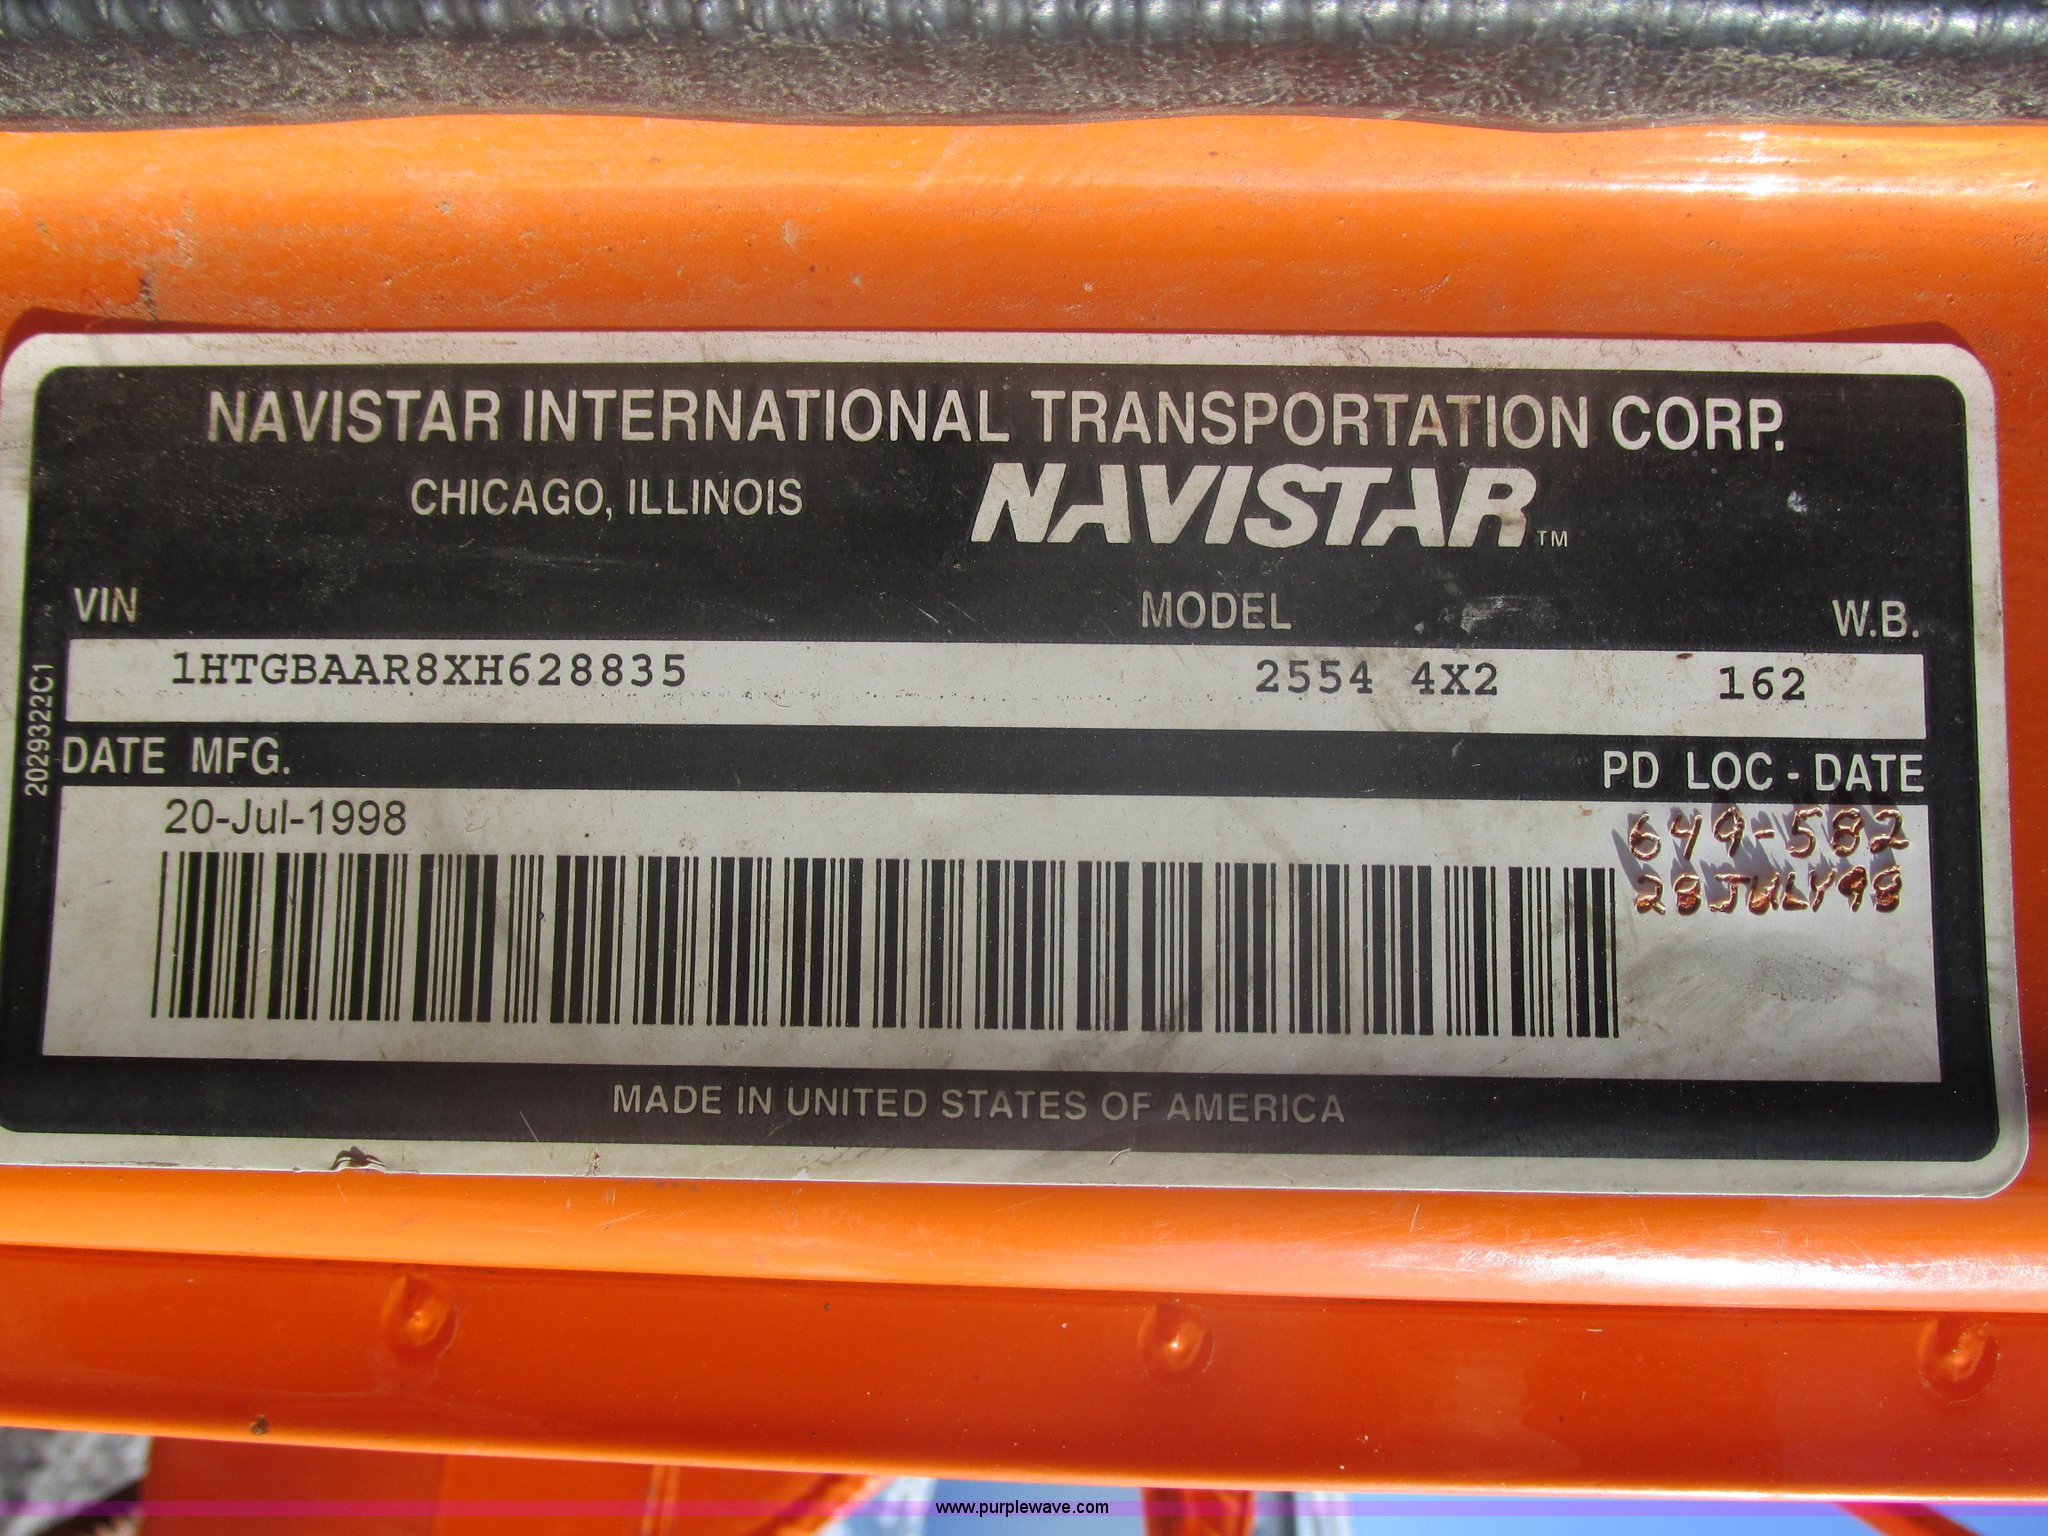 NAVISTAR INTERNATIONAL TRANSPORTATION CORP.
CHICAGO, ILLINOIS NAVISTAR™
VIN MODEL W.B.
1HTGBAAR8XH628835 2554 4X2 162
2029322C1
DATE MFG. PD LOC - DATE
20-Jul-1998 649-582
28JULY98
MADE IN UNITED STATES OF AMERICA
www.purplewave.com